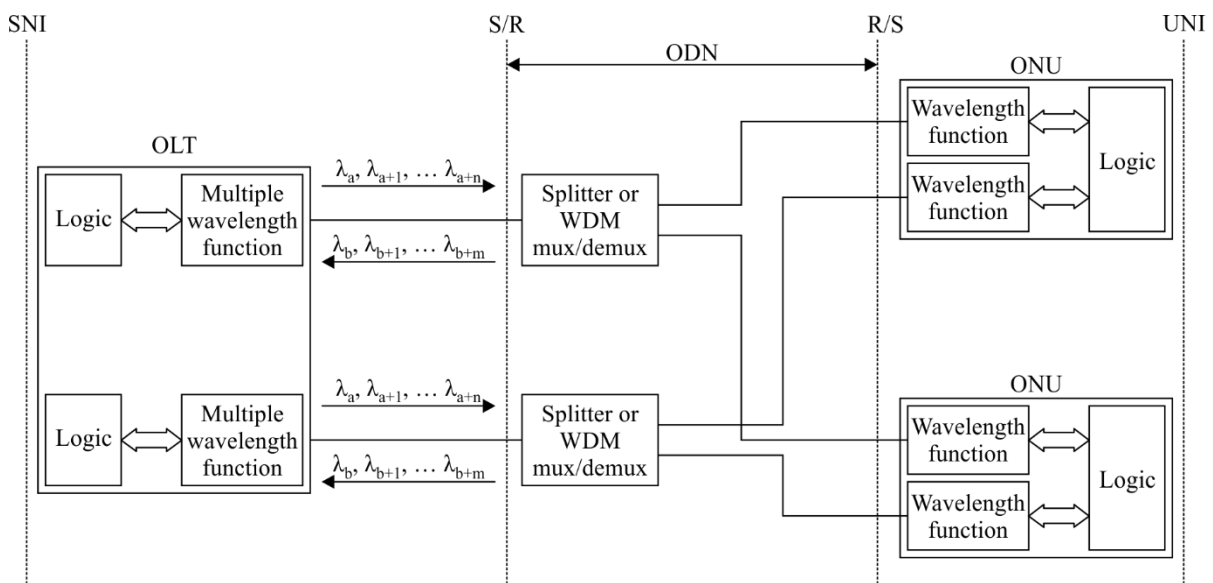 SNI
S/R
R/S
UNI
ODN
ONU
OLT
Wavelength
function
Wavelength
function
Logic
Logic
Multiple
wavelength
function
λa, λa+1, … λa+n
λb, λb+1, … λb+m
Splitter or
WDM
mux/demux
Logic
Multiple
wavelength
function
λa, λa+1, … λa+n
λb, λb+1, … λb+m
Splitter or
WDM
mux/demux
ONU
Wavelength
function
Wavelength
function
Logic